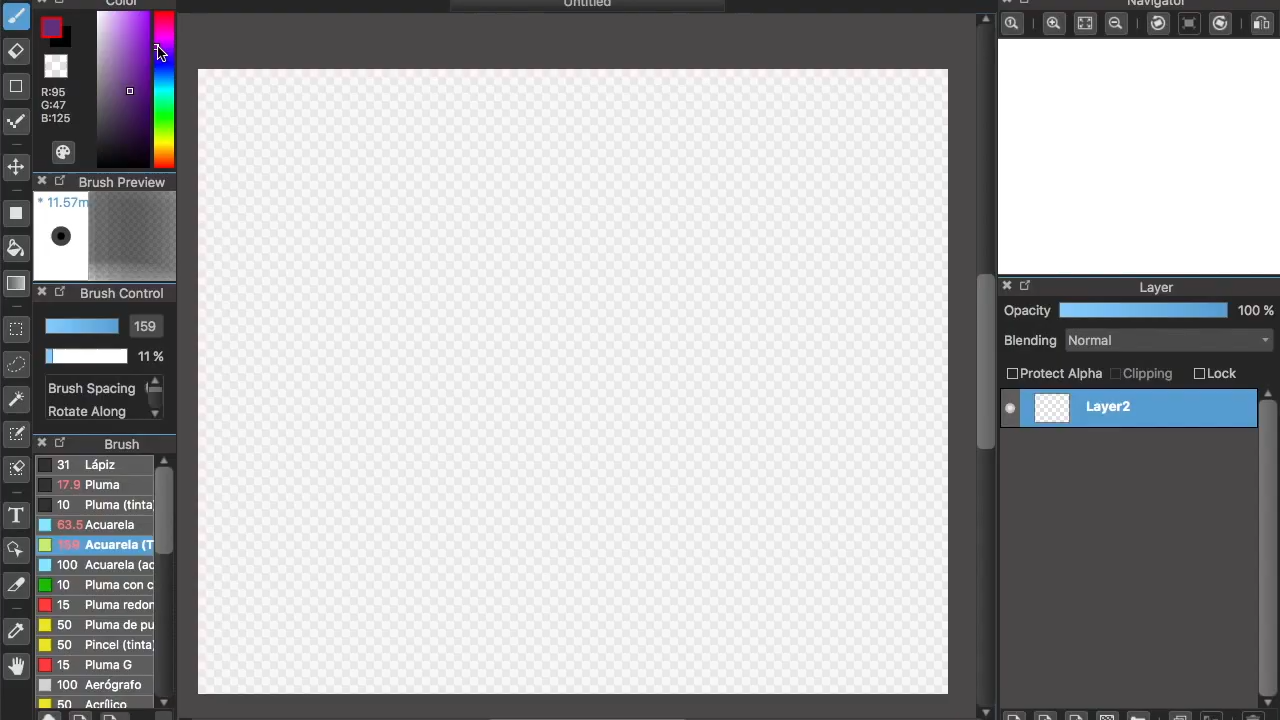 Color
Untitled
Navigator
R:95
G:47
B:125
Brush Preview
* 11.57m
Brush Control
159
11 %
Brush Spacing
Rotate Along
Brush
31 Lápiz
17.9 Pluma
10 Pluma (tinta)
63.5 Acuarela
159 Acuarela (T
100 Acuarela (ac
10 Pluma con c
15 Pluma redon
50 Pluma de pu
50 Pincel (tinta)
15 Pluma G
100 Aerógrafo
50 Acrílico
Layer
Opacity 100 %
Blending Normal
Protect Alpha Clipping Lock
Layer2